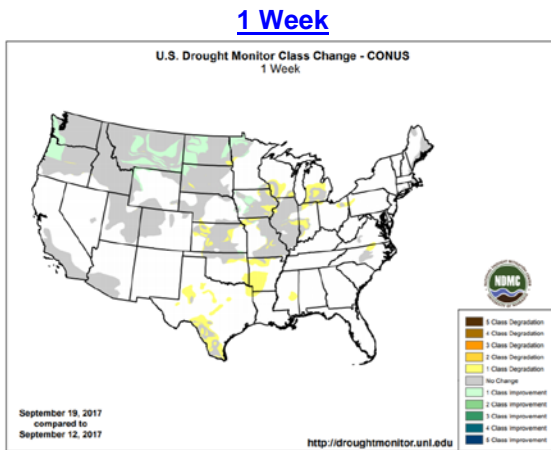 1 Week
U.S. Drought Monitor Class Change - CONUS
1 Week
NDMC
5 Class Degradation
4 Class Degradation
3 Class Degradation
2 Class Degradation
1 Class Degradation
No Change
1 Class Improvement
2 Class Improvement
3 Class Improvement
4 Class Improvement
5 Class Improvement
September 19, 2017
compared to
September 12, 2017
http://droughtmonitor.unl.edu